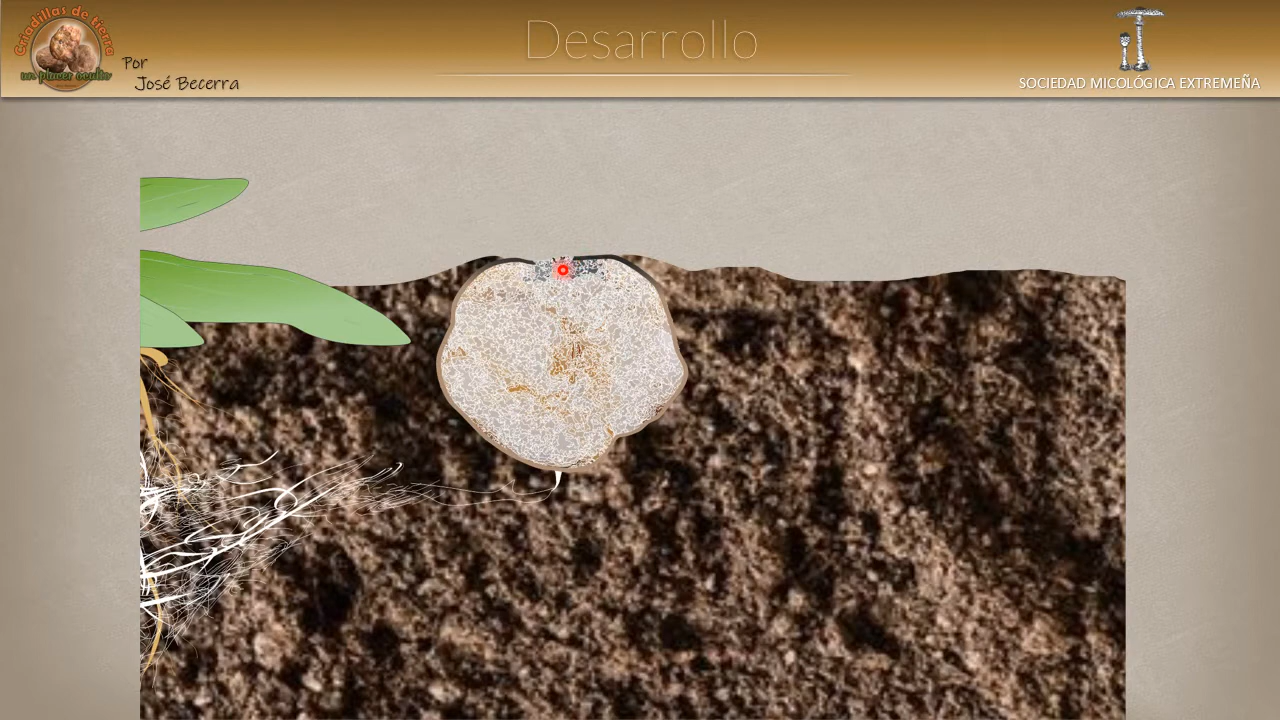 Criadillas de tierra
un placer oculto
Por
José Becerra
Desarrollo
SOCIEDAD MICOLÓGICA EXTREMEÑA